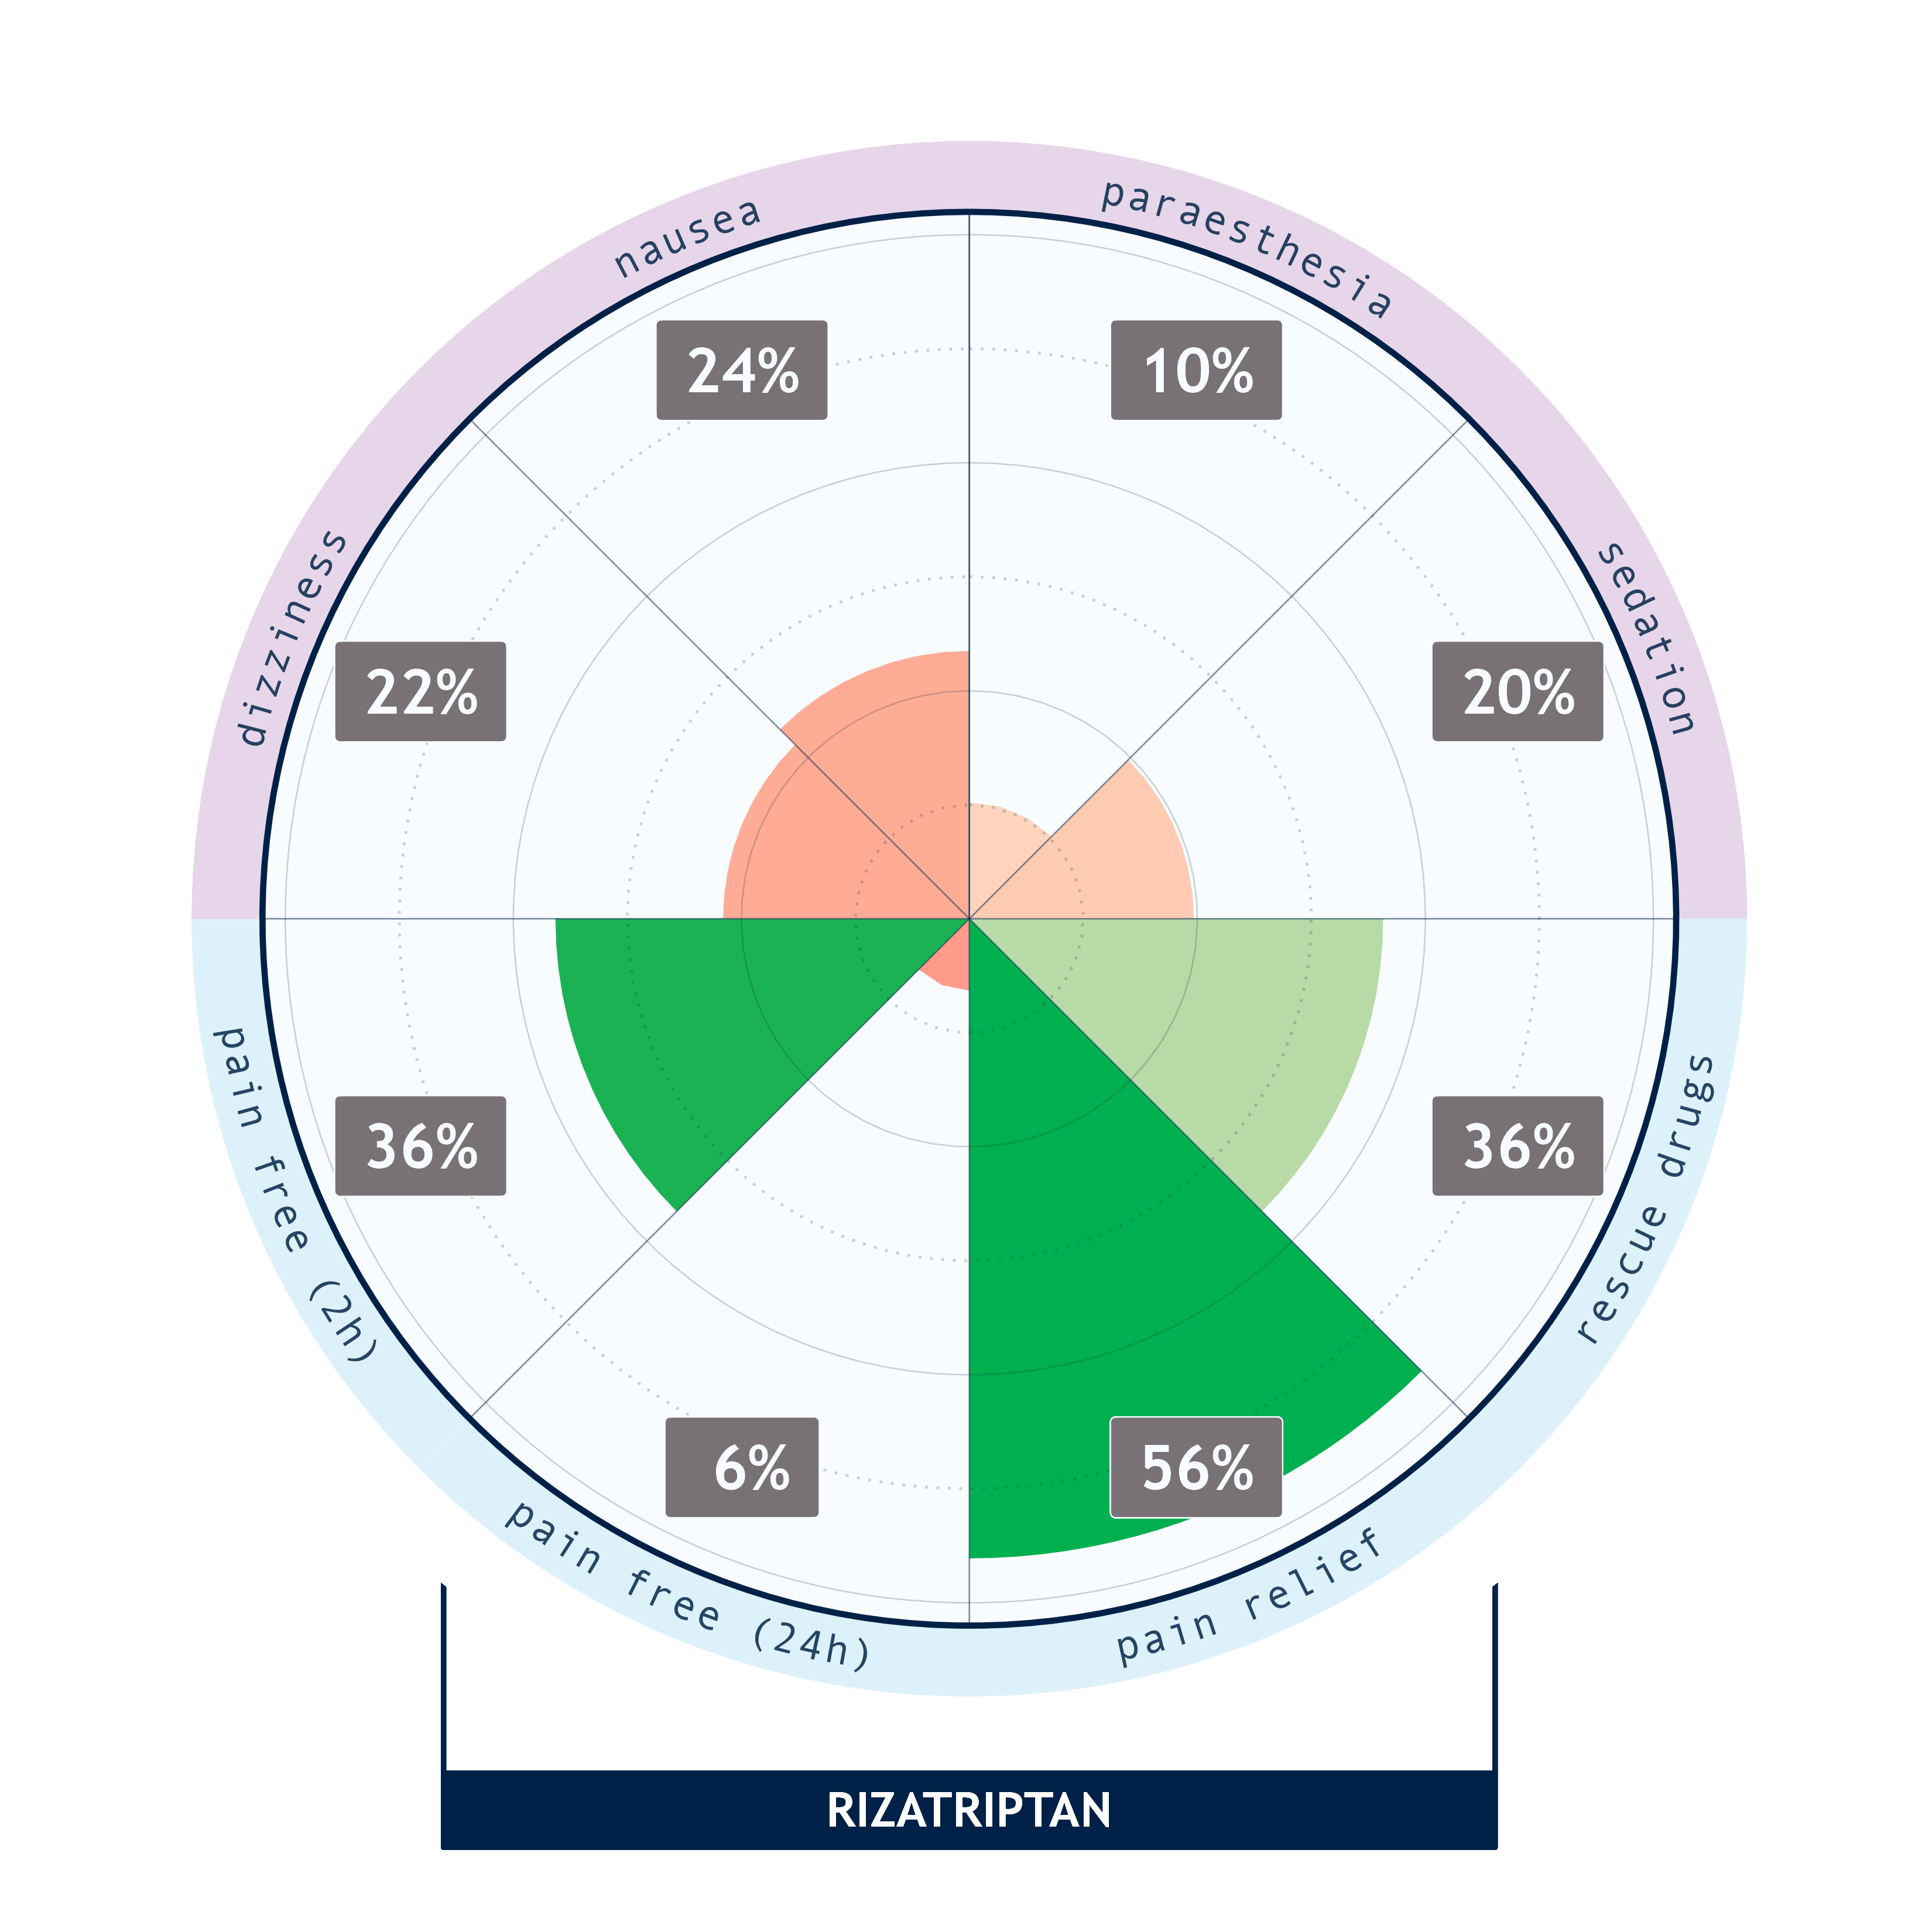 nausea
paraesthesia
24%
10%
dizziness
sedation
22%
20%
pain free (2h)
rescue drugs
36%
36%
6%
56%
pain free (24h)
pain relief
RIZATRIPTAN